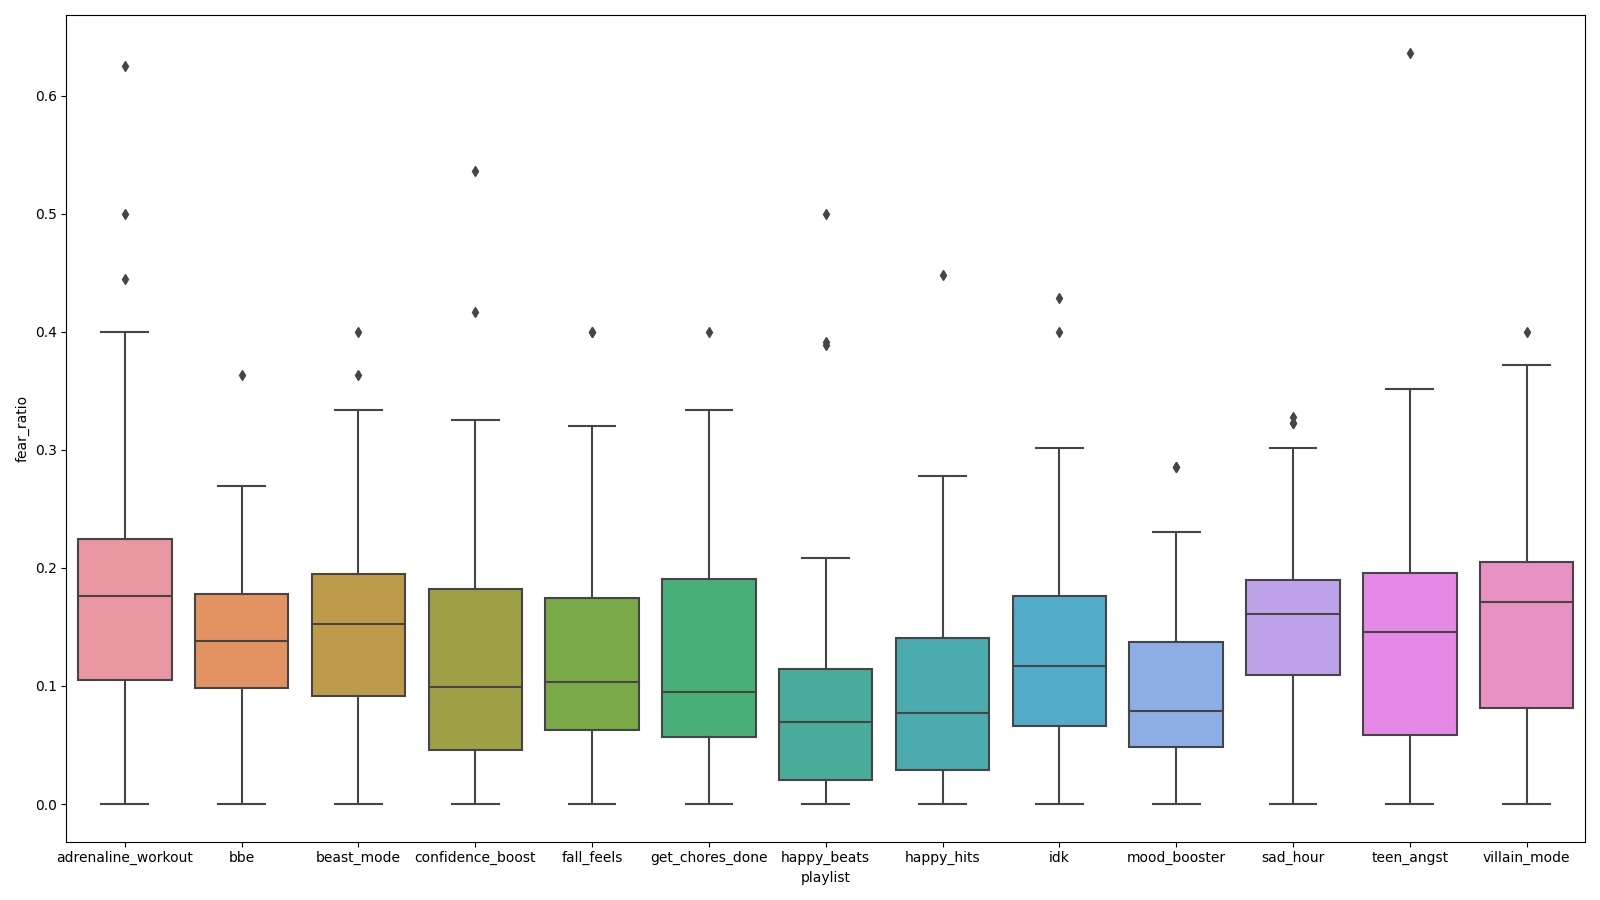 0.6
0.5
0.4
0.3
0.2
0.1
0.0
fear_ratio
adrenaline_workout bbe beast_mode confidence_boost fall_feels get_chores_done happy_beats happy_hits idk mood_booster sad_hour teen_angst villain_mode
playlist